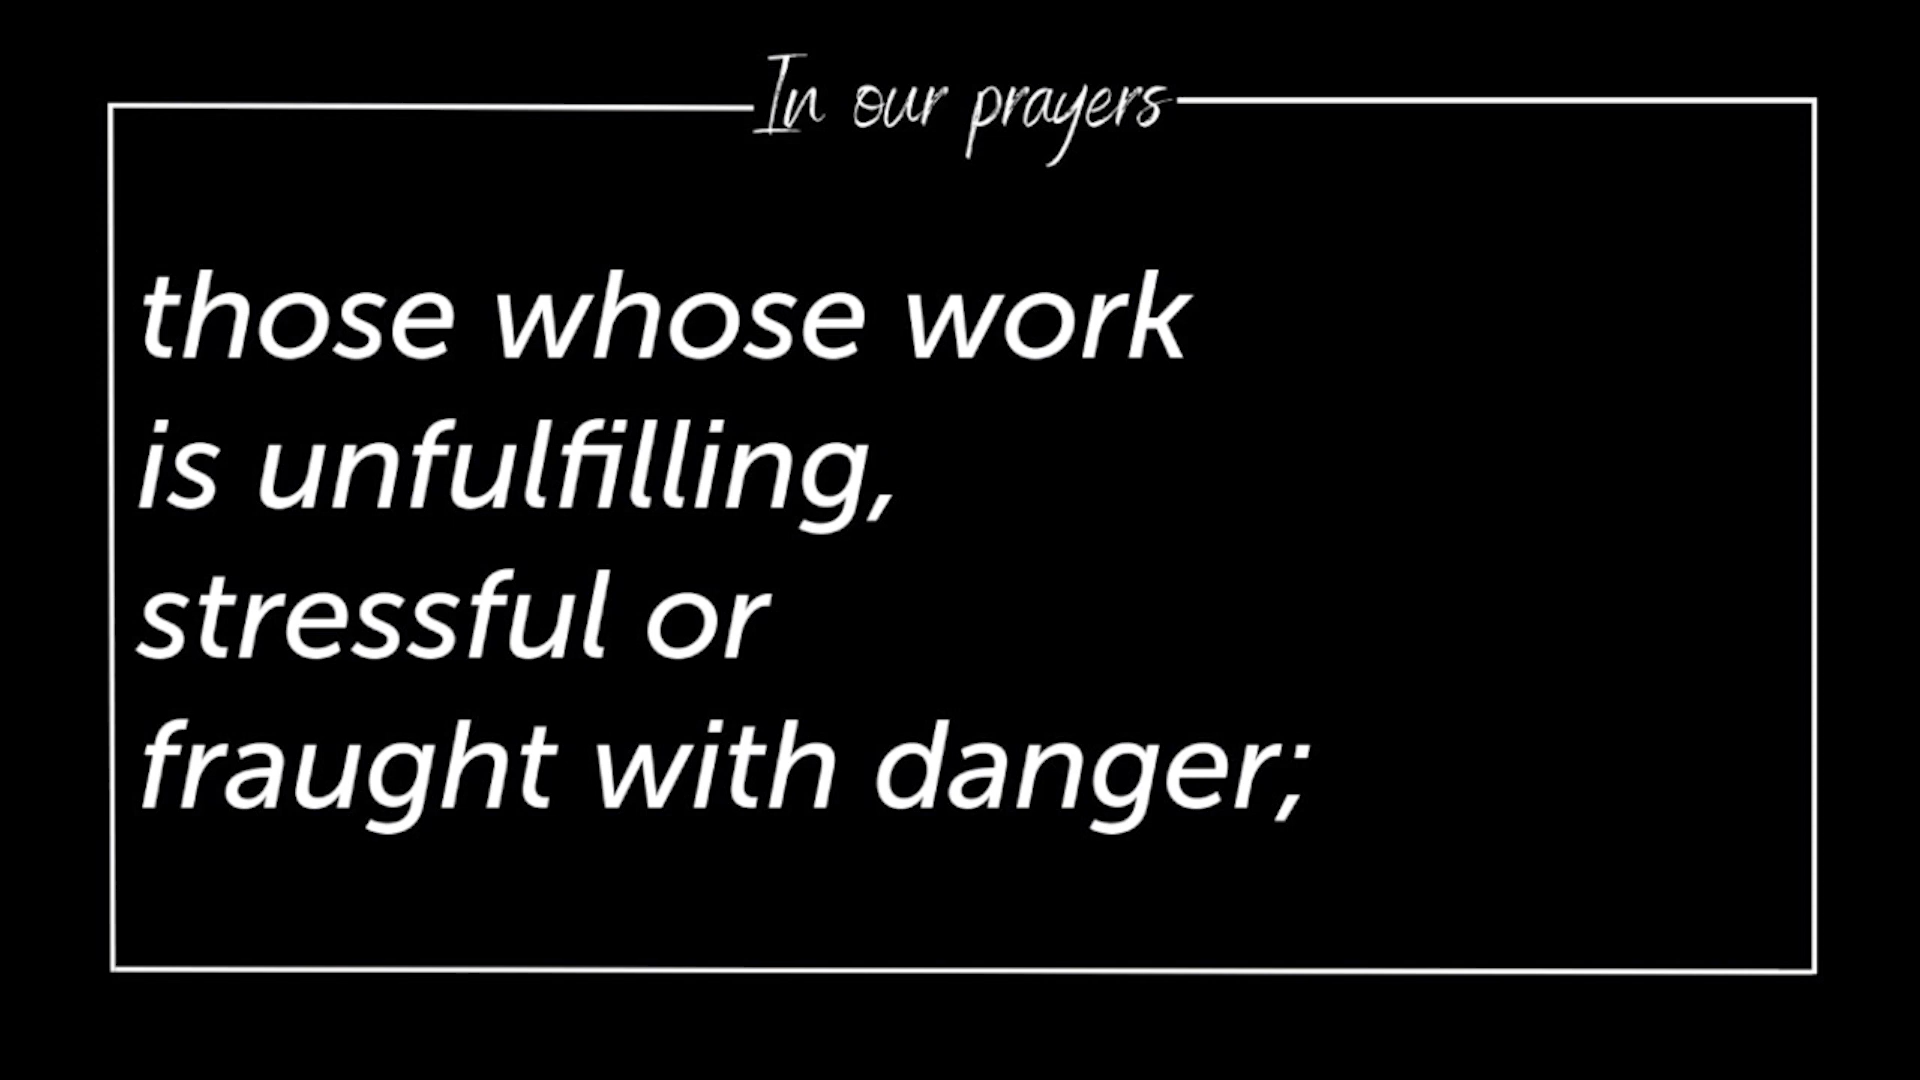 In our prayers
those whose work
is unfulfilling,
stressful or
fraught with danger;